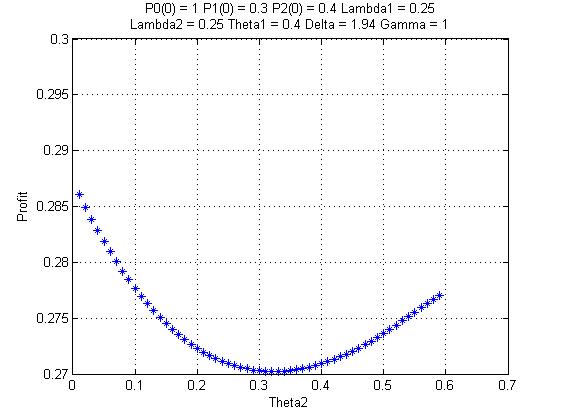 P0(0) = 1 P1(0) = 0.3 P2(0) = 0.4 Lambda1 = 0.25
Lambda2 = 0.25 Theta1 = 0.4 Delta = 1.94 Gamma = 1
0.3
0.295
0.29
0.285
0.28
0.275
0.27
Profit
0 0.1 0.2 0.3 0.4 0.5 0.6 0.7
Theta2